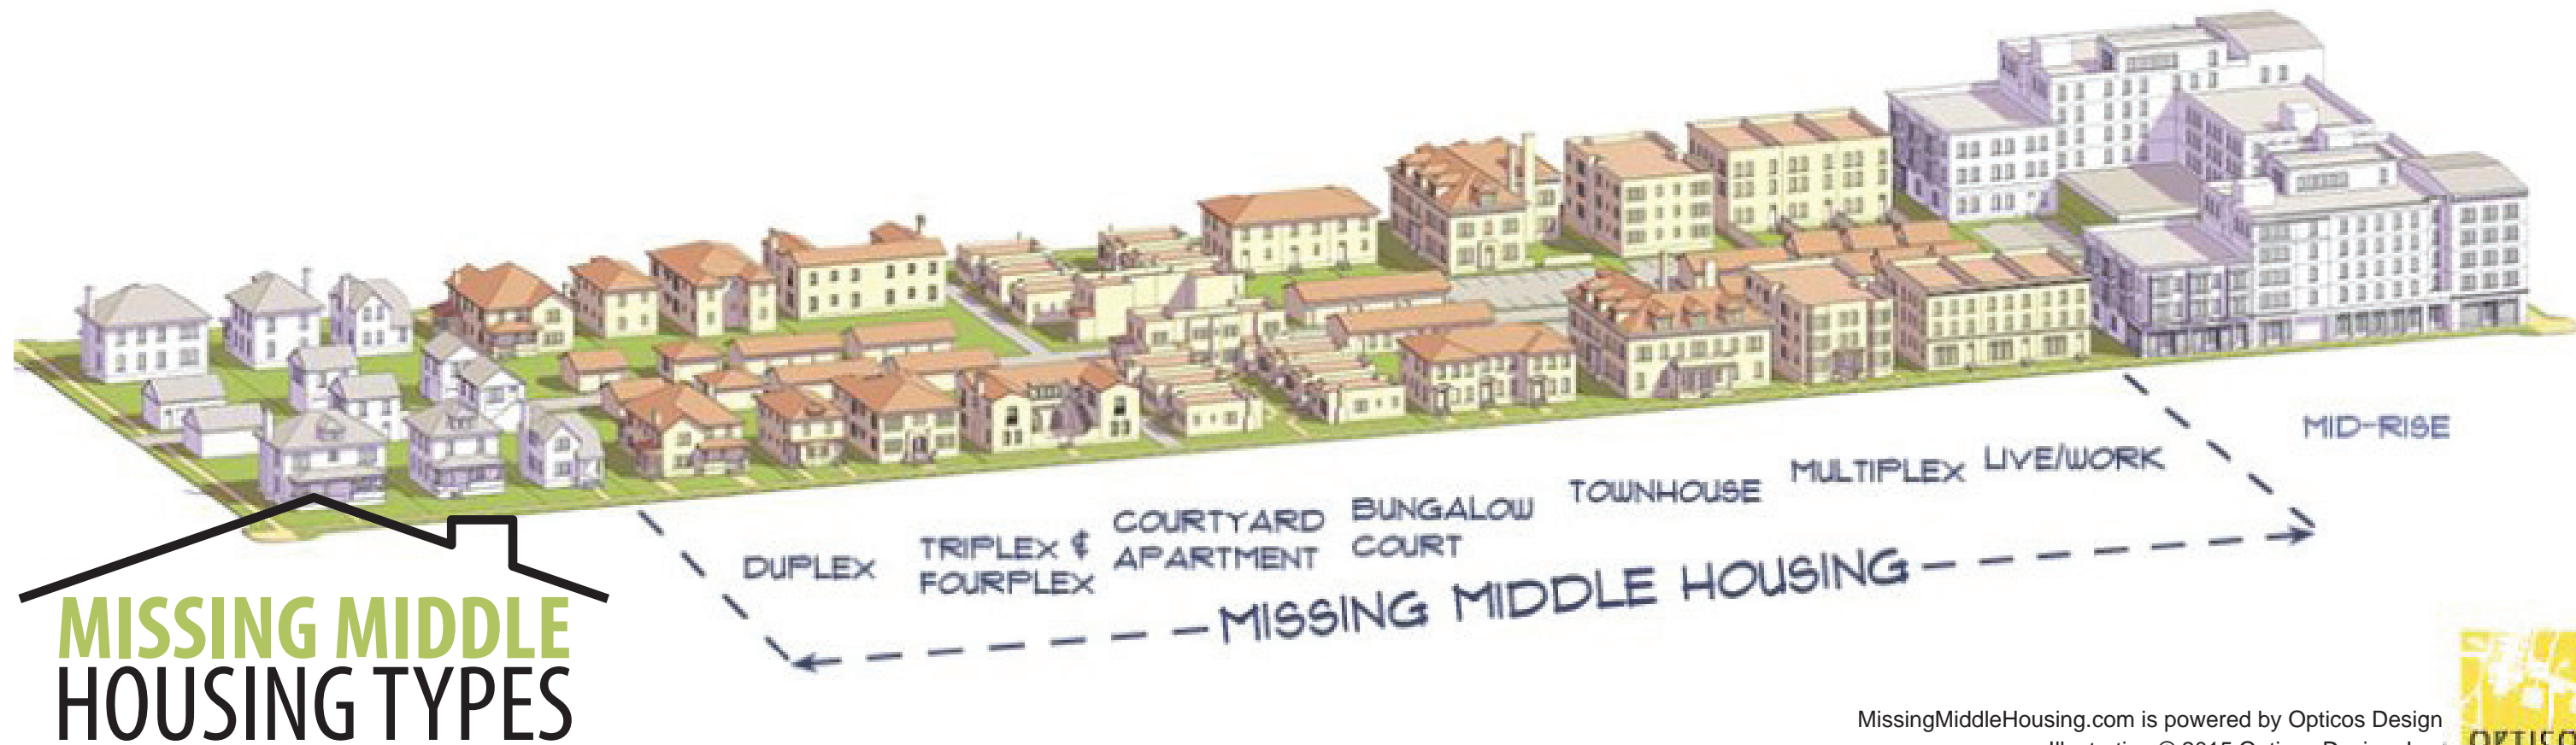 MID-RISE
LIVE/WORK
MULTIPLEX
TOWNHOUSE
BUNGALOW
COURT
COURTYARD
APARTMENT
TRIPLEX &
FOURPLEX
DUPLEX
MISSING MIDDLE HOUSING
MISSING MIDDLE
HOUSING TYPES
MissingMiddleHousing.com is powered by Opticos Design